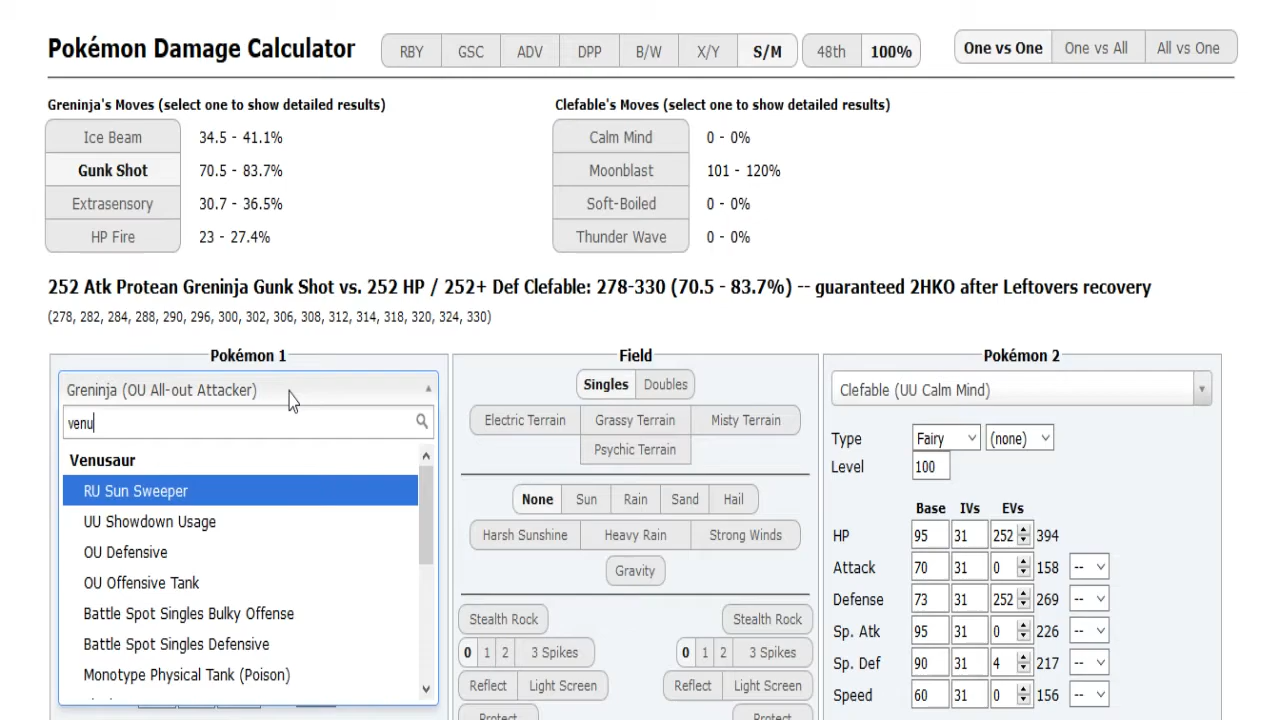 Pokémon Damage Calculator
RBY GSC ADV DPP B/W X/Y S/M 48th 100% One vs One One vs All All vs One
Greninja's Moves (select one to show detailed results)
Ice Beam 34.5 - 41.1%
Gunk Shot 70.5 - 83.7%
Extrasensory 30.7 - 36.5%
HP Fire 23 - 27.4%
Clefable's Moves (select one to show detailed results)
Calm Mind 0 - 0%
Moonblast 101 - 120%
Soft-Boiled 0 - 0%
Thunder Wave 0 - 0%
252 Atk Protean Greninja Gunk Shot vs. 252 HP / 252+ Def Clefable: 278-330 (70.5 - 83.7%) -- guaranteed 2HKO after Leftovers recovery
(278, 282, 284, 288, 290, 296, 300, 302, 306, 308, 312, 314, 318, 320, 324, 330)
Pokémon 1
Greninja (OU All-out Attacker)
venu
Venusaur
RU Sun Sweeper
UU Showdown Usage
OU Defensive
OU Offensive Tank
Battle Spot Singles Bulky Offense
Battle Spot Singles Defensive
Monotype Physical Tank (Poison)
Field
Singles Doubles
Electric Terrain Grassy Terrain Misty Terrain
Psychic Terrain
None Sun Rain Sand Hail
Harsh Sunshine Heavy Rain Strong Winds
Gravity
Stealth Rock Stealth Rock
0 1 2 3 Spikes 0 1 2 3 Spikes
Reflect Light Screen Reflect Light Screen
Protect Protect
Pokémon 2
Clefable (UU Calm Mind)
Type Fairy (none)
Level 100
Base IVs EVs
HP 95 31 252 394
Attack 70 31 0 158 --
Defense 73 31 252 269 --
Sp. Atk 95 31 0 226 --
Sp. Def 90 31 4 217 --
Speed 60 31 0 156 --